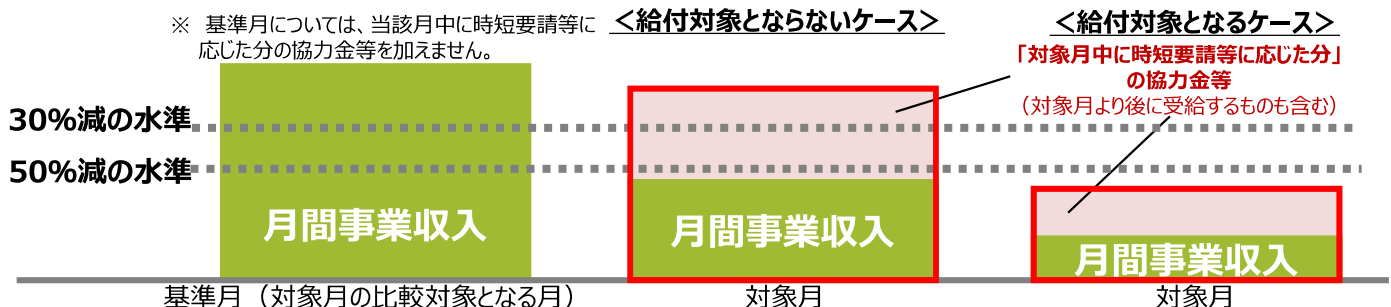 ※ 基準月については、当該月中に時短要請等に
応じた分の協力金等を加えません。
＜給付対象とならないケース＞
＜給付対象となるケース＞
「対象月中に時短要請等に応じた分」
の協力金等
（対象月より後に受給するものも含む）
30%減の水準
50%減の水準
月間事業収入
月間事業収入
月間事業収入
基準月（対象月の比較対象となる月）
対象月
対象月